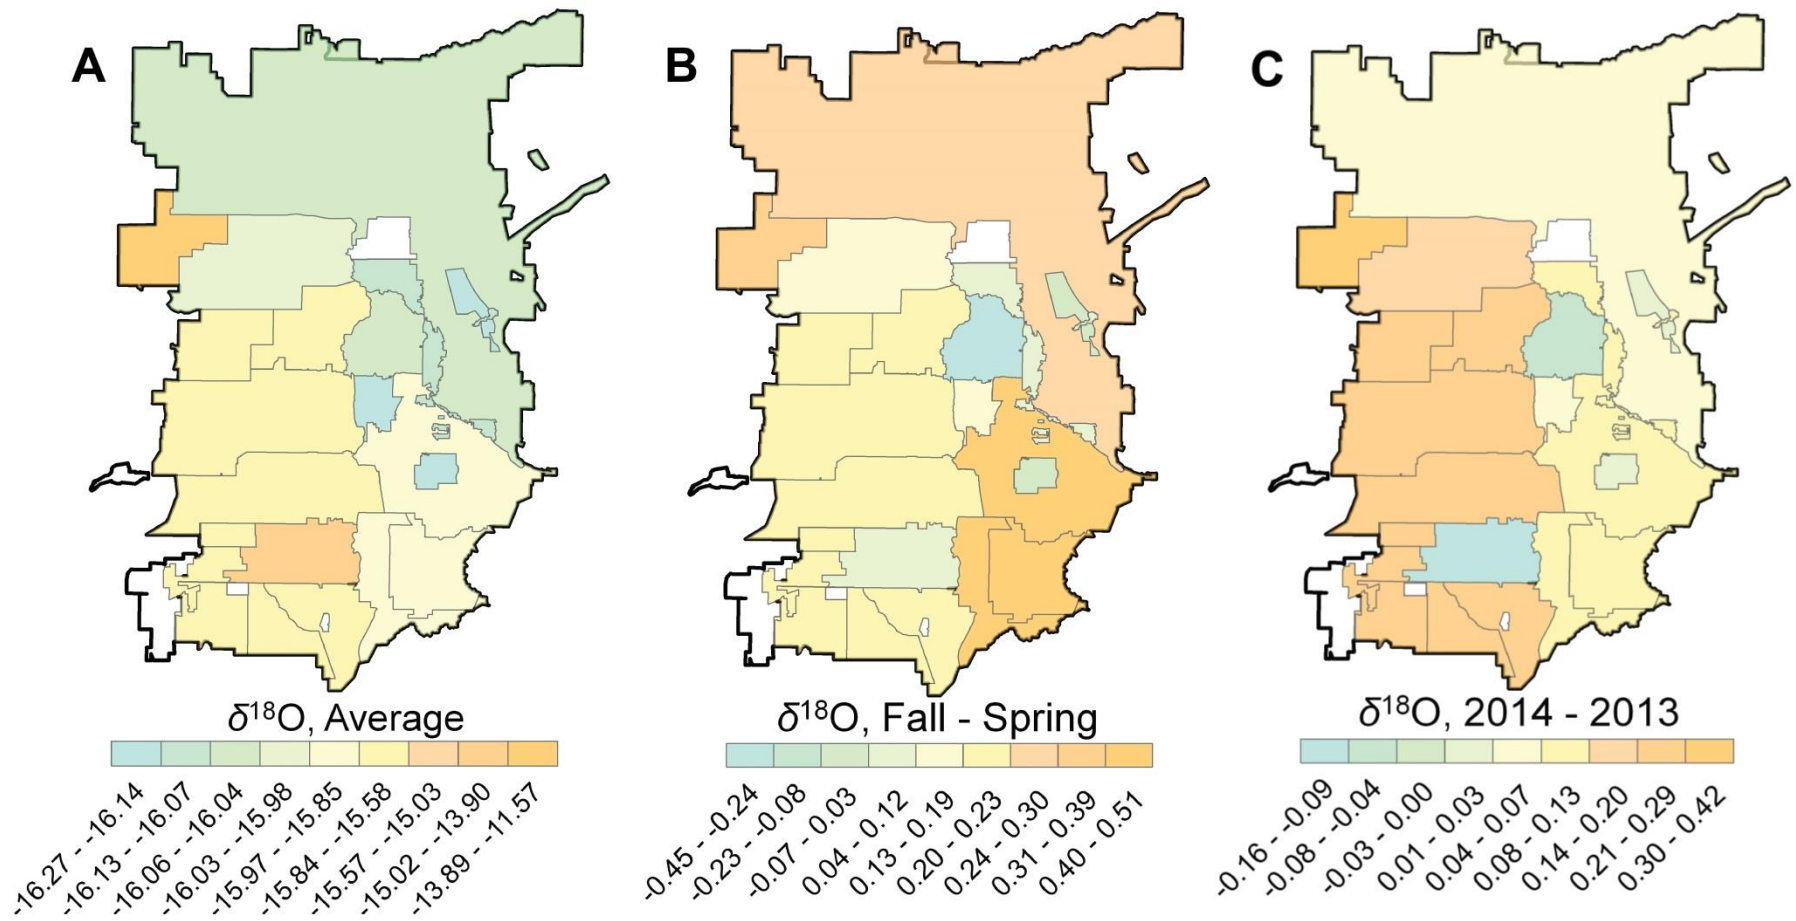 A
B
C
δ18O, Average
-16.27 - -16.14
-16.13 - -16.07
-16.06 - -16.04
-16.03 - -15.98
-15.97 - -15.85
-15.84 - -15.58
-15.57 - -15.03
-15.02 - -13.90
-13.89 - -11.57
δ18O, Fall - Spring
-0.45 - -0.24
-0.23 - -0.08
-0.07 - 0.03
0.04 - 0.12
0.13 - 0.19
0.20 - 0.23
0.24 - 0.30
0.31 - 0.39
0.40 - 0.51
δ18O, 2014 - 2013
-0.16 - -0.09
-0.08 - -0.04
-0.03 - 0.00
0.01 - 0.03
0.04 - 0.07
0.08 - 0.13
0.14 - 0.20
0.21 - 0.29
0.30 - 0.42